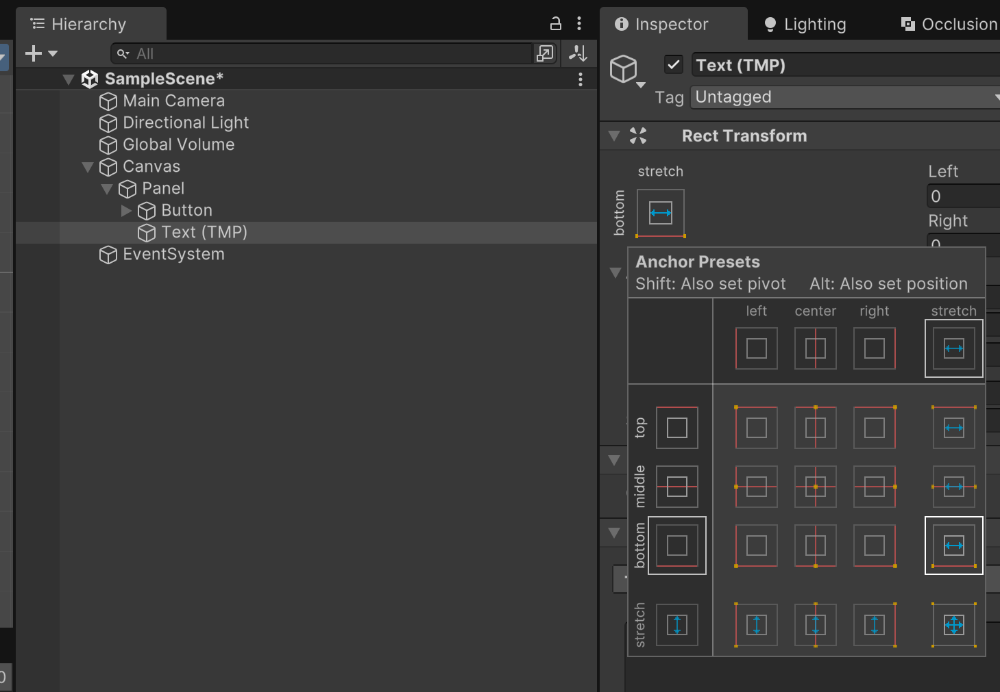 Hierarchy
All
SampleScene*
Main Camera
Directional Light
Global Volume
Canvas
Panel
Button
Text (TMP)
EventSystem
Inspector
Lighting
Occlusion
Text (TMP)
Tag
Untagged
Rect Transform
stretch
bottom
Left
0
Right
0
Anchor Presets
Shift: Also set pivot Alt: Also set position
left center right stretch
top
middle
bottom
stretch
0